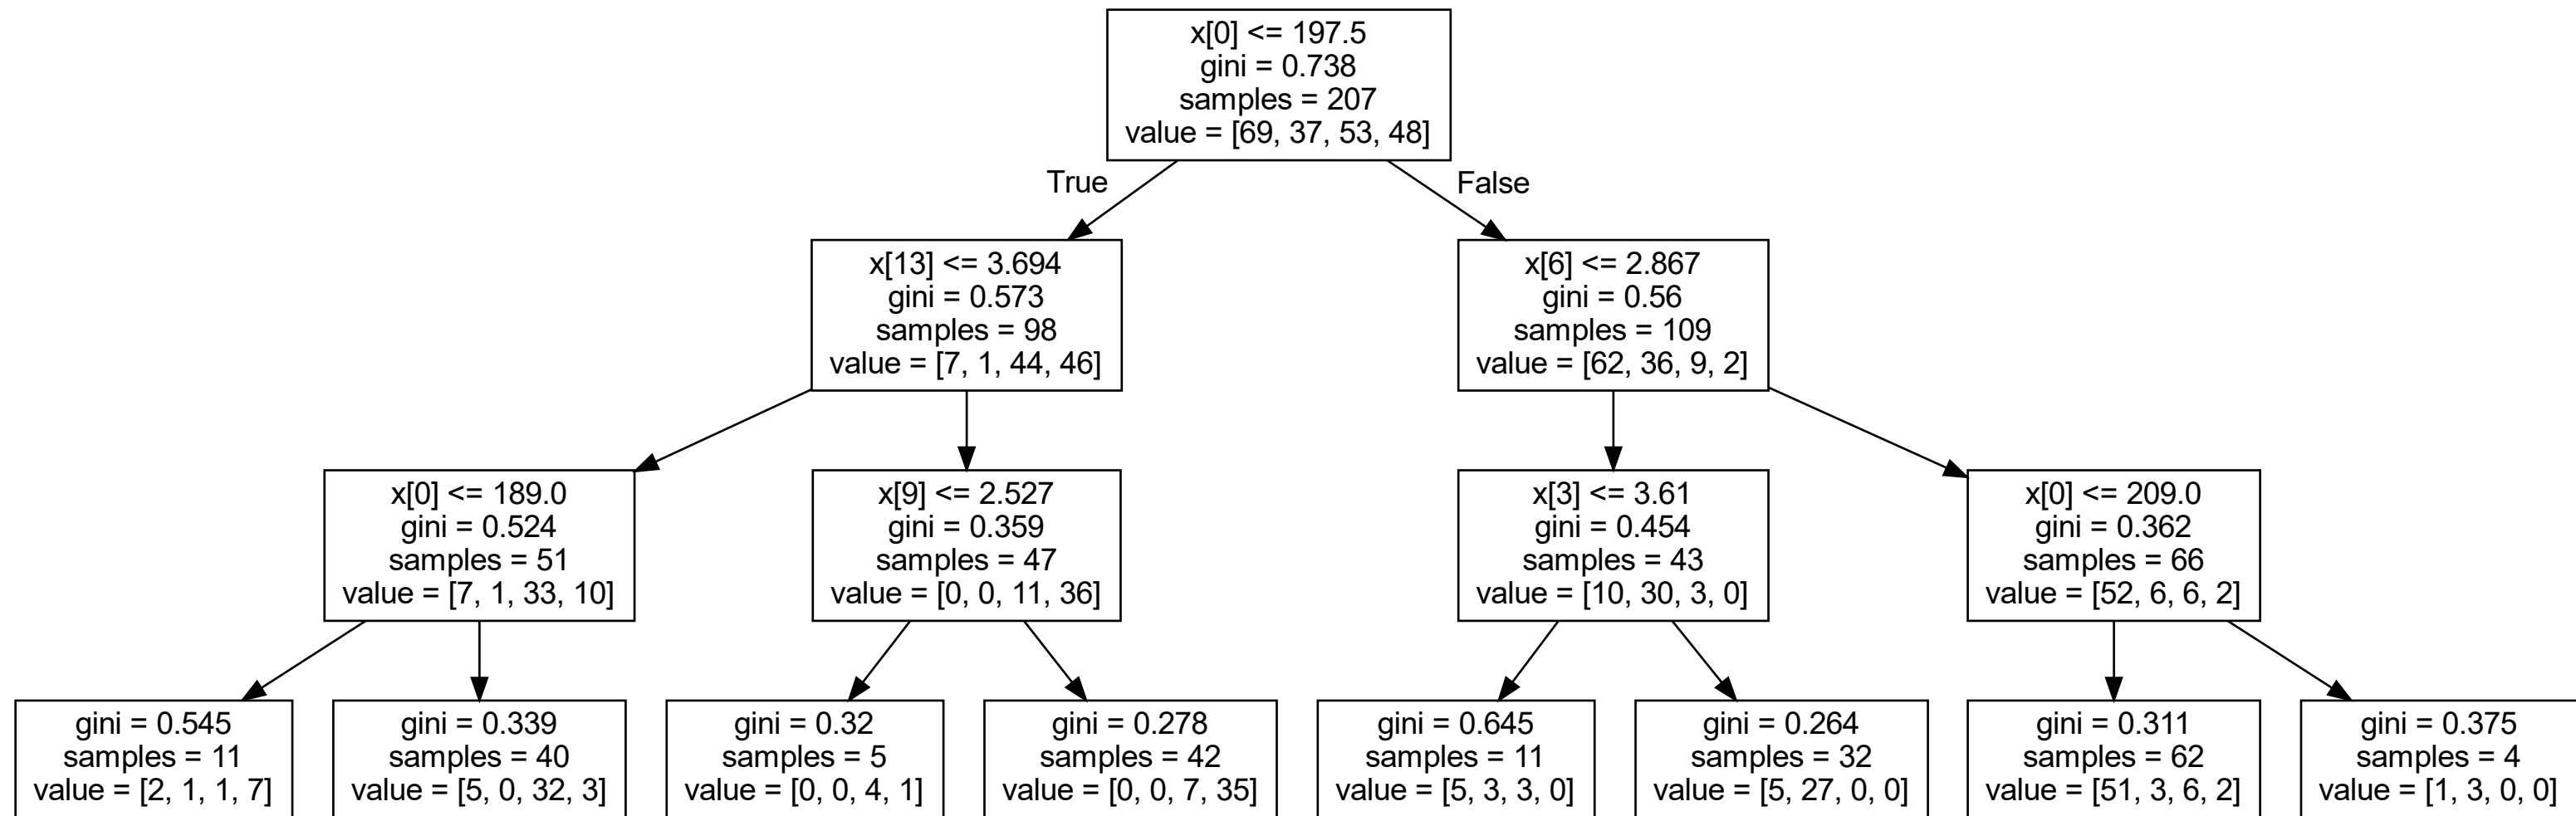 x[0] <= 197.5
gini = 0.738
samples = 207
value = [69, 37, 53, 48]
True
False
x[13] <= 3.694
gini = 0.573
samples = 98
value = [7, 1, 44, 46]
x[6] <= 2.867
gini = 0.56
samples = 109
value = [62, 36, 9, 2]
x[0] <= 189.0
gini = 0.524
samples = 51
value = [7, 1, 33, 10]
x[9] <= 2.527
gini = 0.359
samples = 47
value = [0, 0, 11, 36]
x[3] <= 3.61
gini = 0.454
samples = 43
value = [10, 30, 3, 0]
x[0] <= 209.0
gini = 0.362
samples = 66
value = [52, 6, 6, 2]
gini = 0.545
samples = 11
value = [2, 1, 1, 7]
gini = 0.339
samples = 40
value = [5, 0, 32, 3]
gini = 0.32
samples = 5
value = [0, 0, 4, 1]
gini = 0.278
samples = 42
value = [0, 0, 7, 35]
gini = 0.645
samples = 11
value = [5, 3, 3, 0]
gini = 0.264
samples = 32
value = [5, 27, 0, 0]
gini = 0.311
samples = 62
value = [51, 3, 6, 2]
gini = 0.375
samples = 4
value = [1, 3, 0, 0]